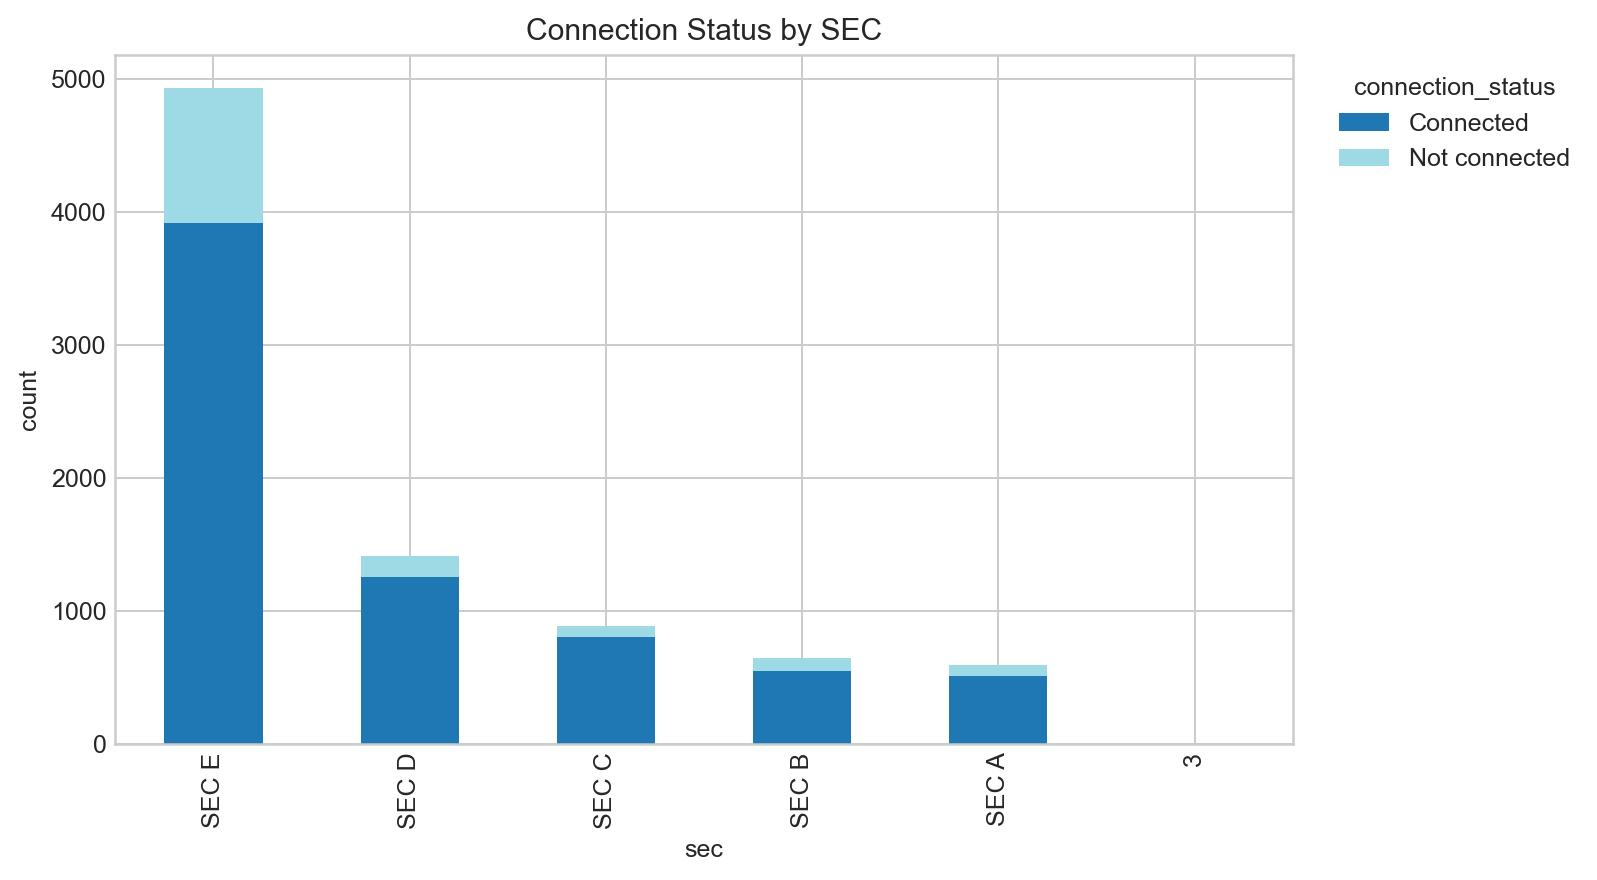 Connection Status by SEC
connection_status
Connected
Not connected
5000
4000
3000
2000
1000
0
count
SEC E
SEC D
SEC C
SEC B
SEC A
3
sec